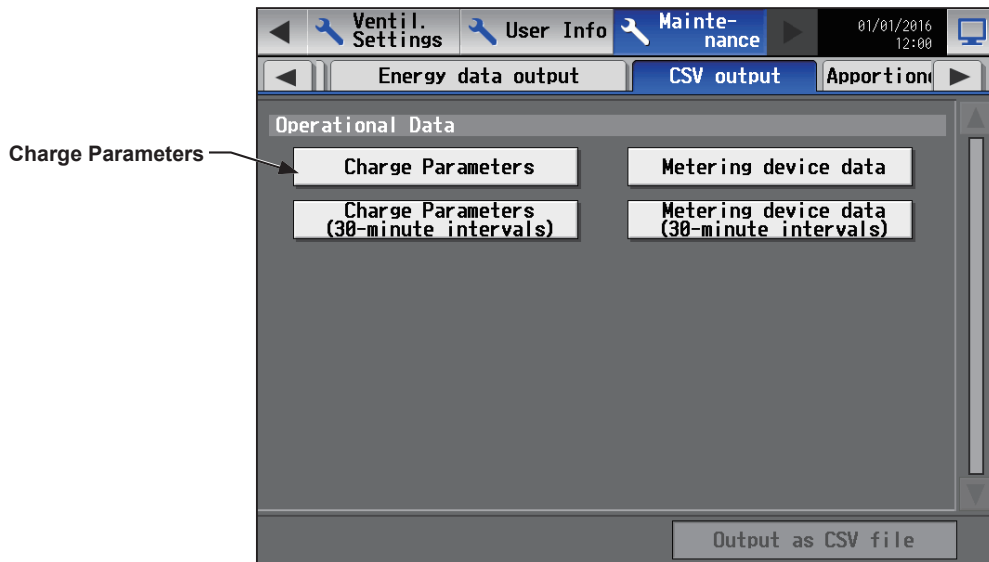 Ventil.
Settings
User Info
Mainte-
nance
01/01/2016
12:00
Energy data output
CSV output
Apportion
Operational Data
Charge Parameters
Charge Parameters
Metering device data
Charge Parameters
(30-minute intervals)
Metering device data
(30-minute intervals)
Output as CSV file